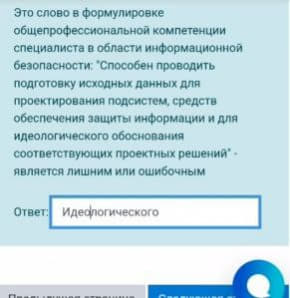 Это слово в формулировке
общепрофессиональной компетенции
специалиста в области информационной
безопасности: "Способен проводить
подготовку исходных данных для
проектирования подсистем, средств
обеспечения защиты информации и для
идеологического обоснования
соответствующих проектных решений" -
является лишним или ошибочным
Ответ: Идеологического